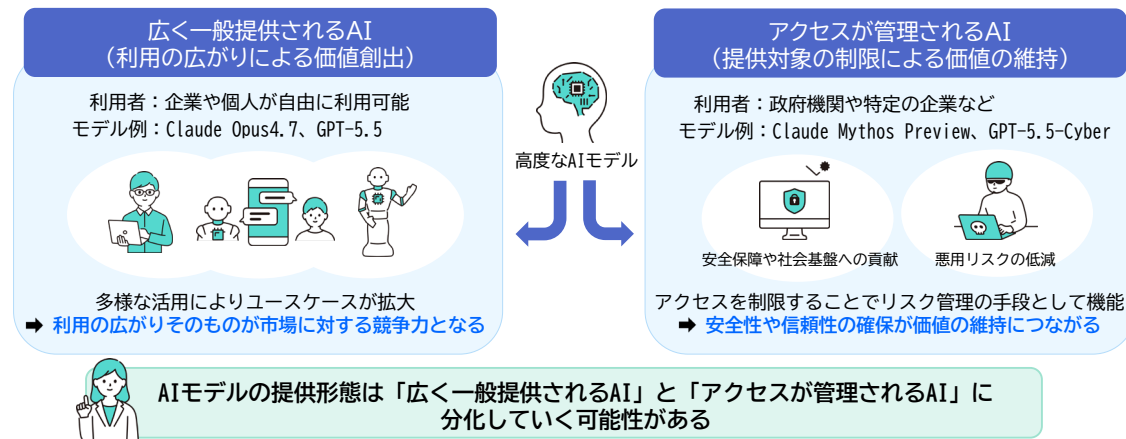 広く一般提供されるAI
（利用の広がりによる価値創出）
利用者：企業や個人が自由に利用可能
モデル例：Claude Opus4.7、GPT-5.5
多様な活用によりユースケースが拡大
➡ 利用の広がりそのものが市場に対する競争力となる
高度なAIモデル
アクセスが管理されるAI
（提供対象の制限による価値の維持）
利用者：政府機関や特定の企業など
モデル例：Claude Mythos Preview、GPT-5.5-Cyber
安全保障や社会基盤への貢献
悪用リスクの低減
アクセスを制限することでリスク管理の手段として機能
➡ 安全性や信頼性の確保が価値の維持につながる
AIモデルの提供形態は「広く一般提供されるAI」と「アクセスが管理されるAI」に
分化していく可能性がある